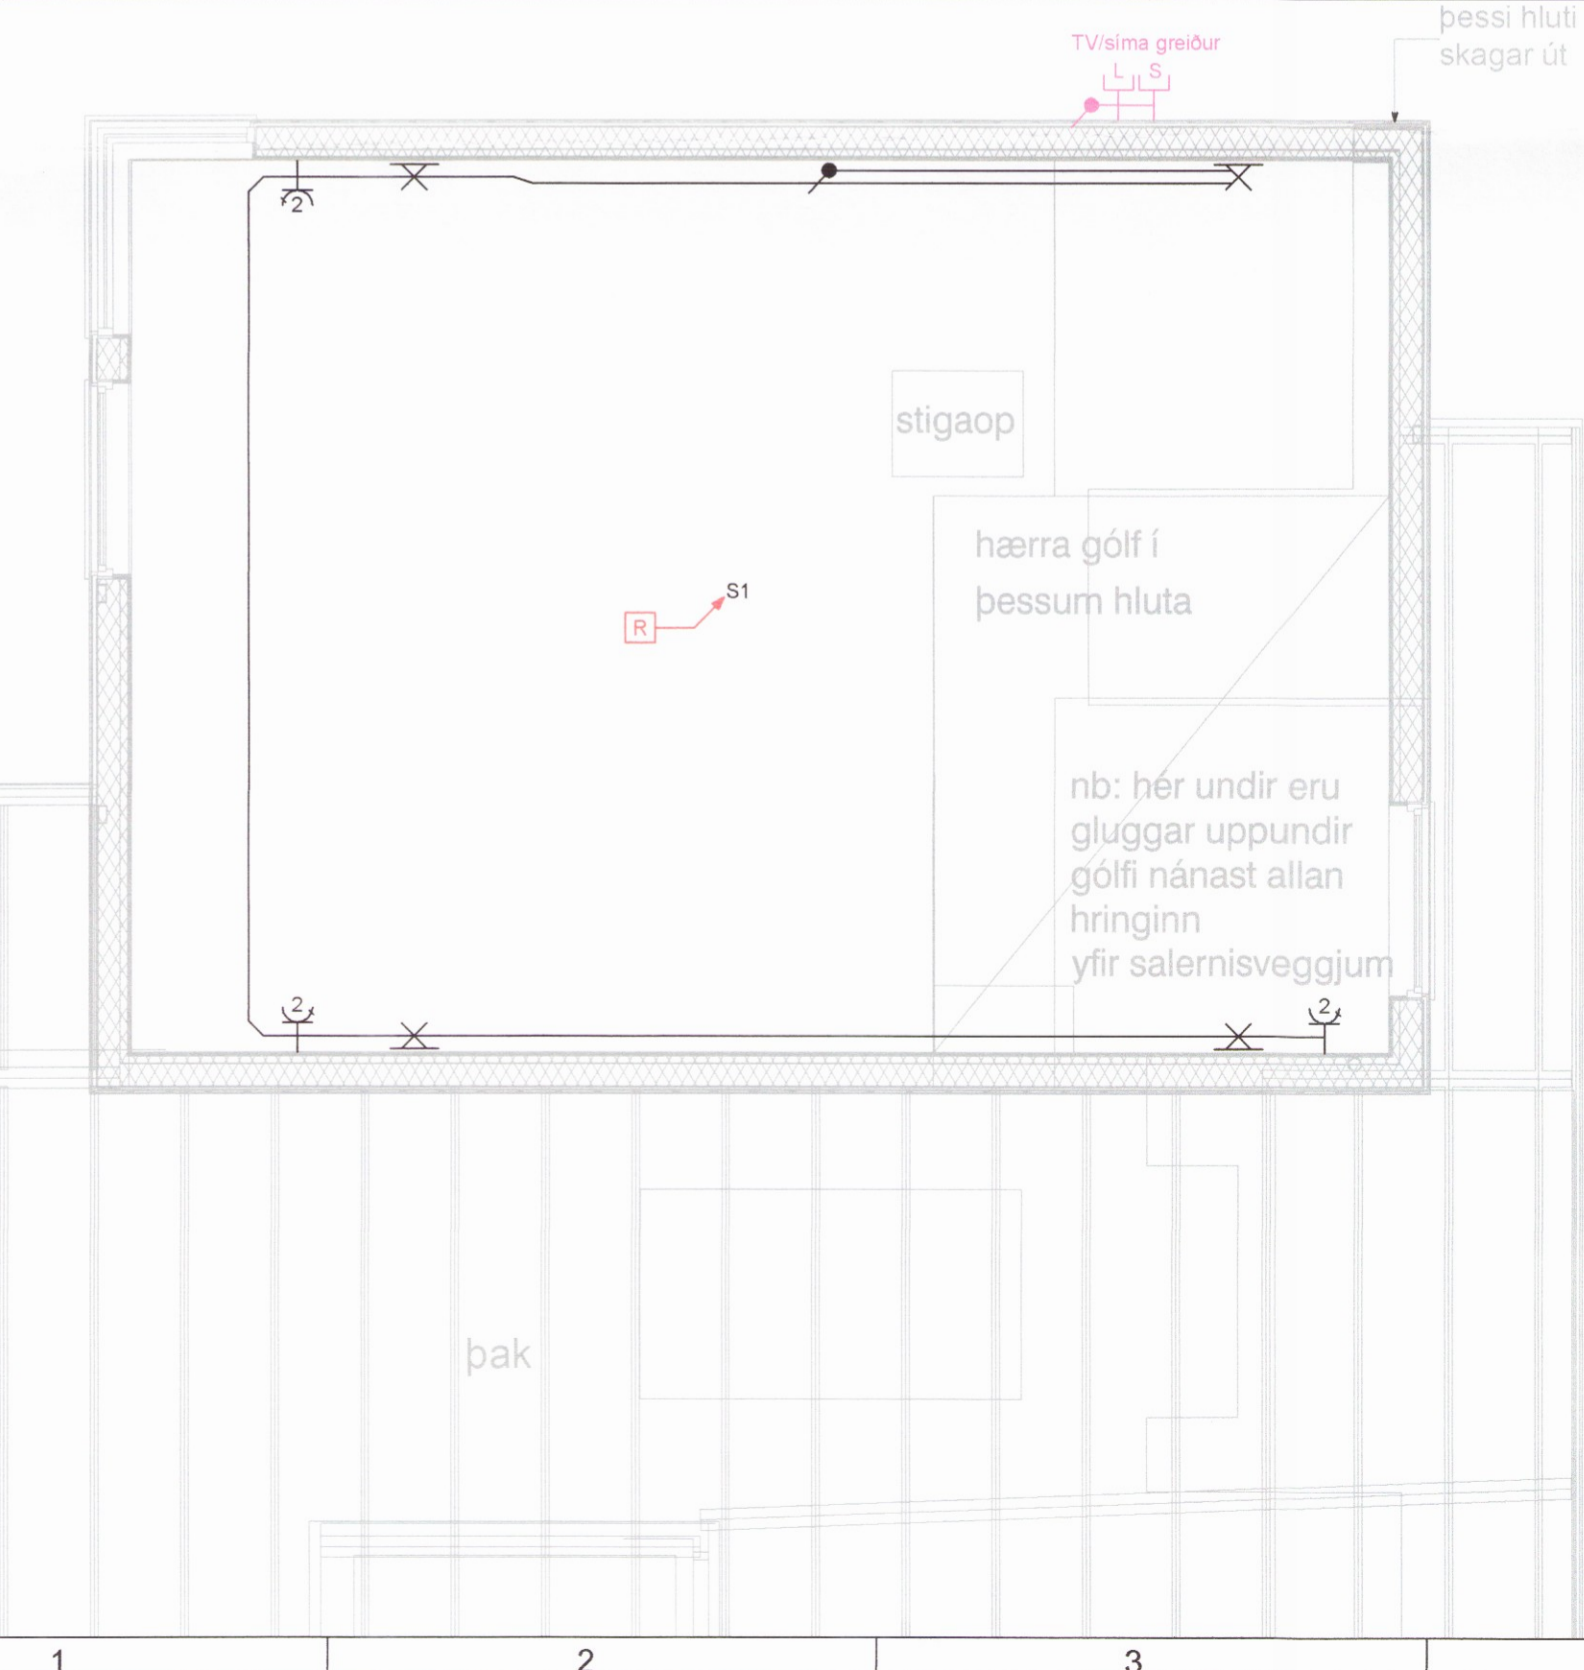 þessi hluti
skagar út
TV/síma greiður
L S
2
stigaop
hærra gólf í
þessum hluta
S1
R
nb: hér undir eru
gluggar uppundir
gólfi nánast allan
hringinn
yfir salernisveggjum
2
2
þak
1
2
3